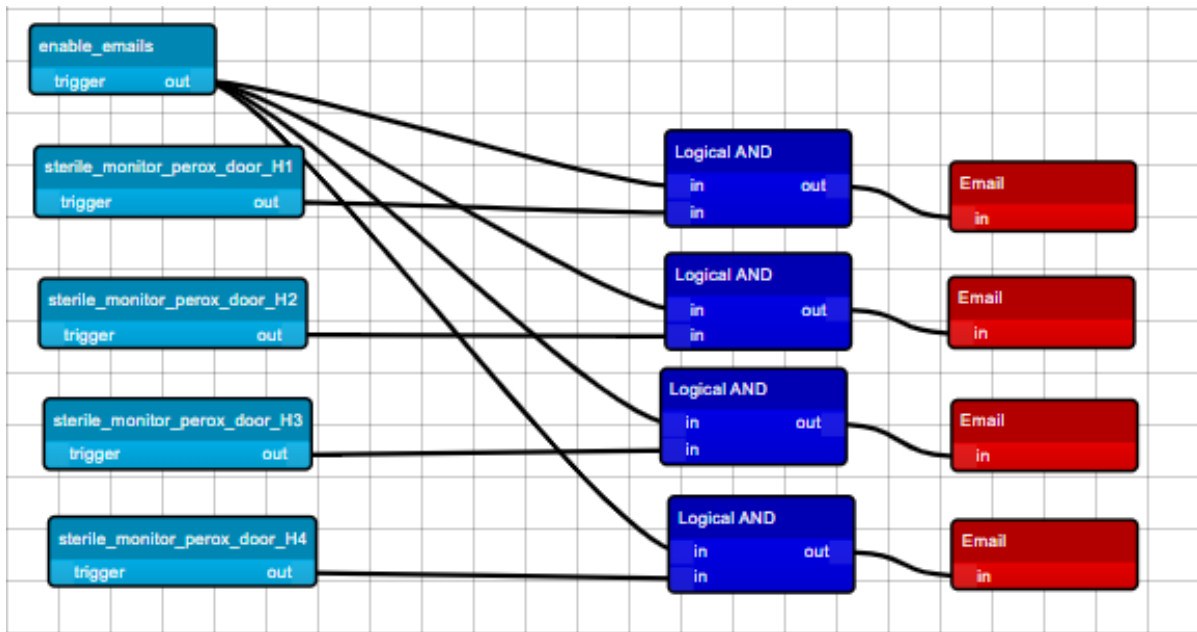 enable_emails
trigger out
sterile_monitor_perox_door_H1
trigger out
Logical AND
in out
in
Email
in
sterile_monitor_perox_door_H2
trigger out
Logical AND
in out
in
Email
in
sterile_monitor_perox_door_H3
trigger out
Logical AND
in out
in
Email
in
sterile_monitor_perox_door_H4
trigger out
Logical AND
in out
in
Email
in